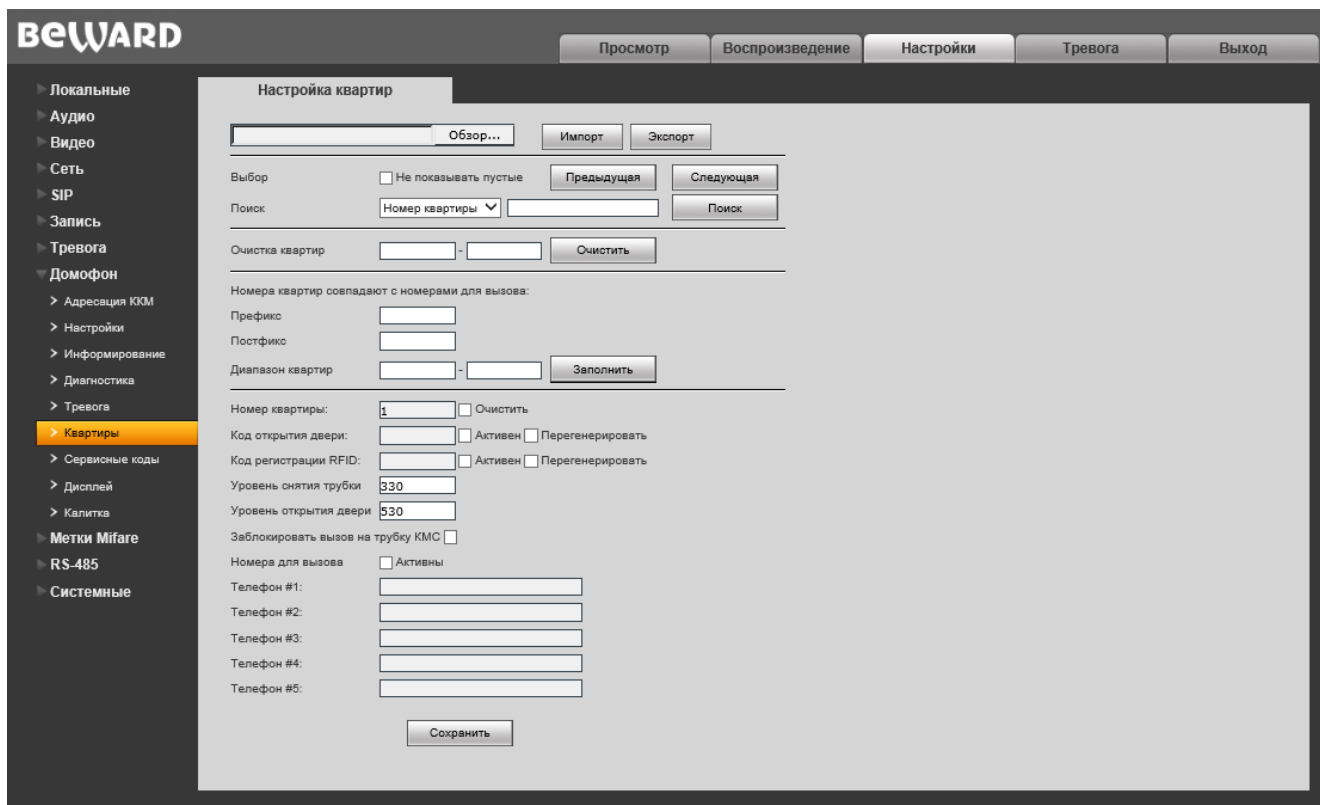 BEWARD
Просмотр
Воспроизведение
Настройки
Тревога
Выход
Локальные
Аудио
Видео
Сеть
SIP
Запись
Тревога
Домофон
> Адресация ККМ
> Настройки
> Информирование
> Диагностика
> Тревога
> Квартиры
> Сервисные коды
> Дисплей
> Калитка
Метки Mifare
RS-485
Системные
Настройка квартир
Обзор... Импорт Экспорт
Выбор Не показывать пустые Предыдущая Следующая
Поиск Номер квартиры Поиск
Очистка квартир - Очистить
Номера квартир совпадают с номерами для вызова:
Префикс
Постфикс
Диапазон квартир - Заполнить
Номер квартиры: 1 Очистить
Код открытия двери: Активен Перегенерировать
Код регистрации RFID: Активен Перегенерировать
Уровень снятия трубки 330
Уровень открытия двери 530
Заблокировать вызов на трубку КМС
Номера для вызова Активны
Телефон #1:
Телефон #2:
Телефон #3:
Телефон #4:
Телефон #5:
Сохранить